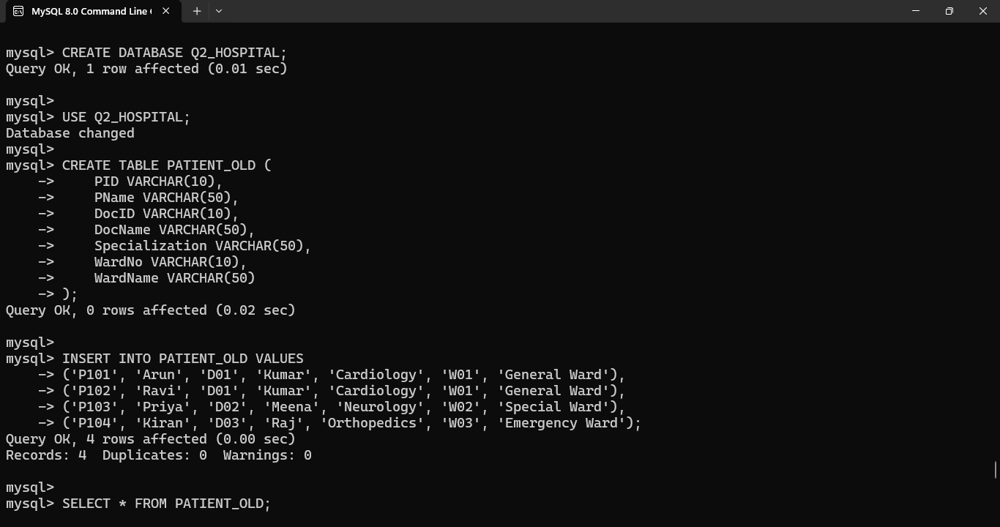 MySQL 8.0 Command Line
mysql> CREATE DATABASE Q2_HOSPITAL;
Query OK, 1 row affected (0.01 sec)
mysql>
mysql> USE Q2_HOSPITAL;
Database changed
mysql>
mysql> CREATE TABLE PATIENT_OLD (
    ->     PID VARCHAR(10),
    ->     PName VARCHAR(50),
    ->     DocID VARCHAR(10),
    ->     DocName VARCHAR(50),
    ->     Specialization VARCHAR(50),
    ->     WardNo VARCHAR(10),
    ->     WardName VARCHAR(50)
    -> );
Query OK, 0 rows affected (0.02 sec)
mysql>
mysql> INSERT INTO PATIENT_OLD VALUES
    -> ('P101', 'Arun', 'D01', 'Kumar', 'Cardiology', 'W01', 'General Ward'),
    -> ('P102', 'Ravi', 'D01', 'Kumar', 'Cardiology', 'W01', 'General Ward'),
    -> ('P103', 'Priya', 'D02', 'Meena', 'Neurology', 'W02', 'Special Ward'),
    -> ('P104', 'Kiran', 'D03', 'Raj', 'Orthopedics', 'W03', 'Emergency Ward');
Query OK, 4 rows affected (0.00 sec)
Records: 4  Duplicates: 0  Warnings: 0
mysql>
mysql> SELECT * FROM PATIENT_OLD;